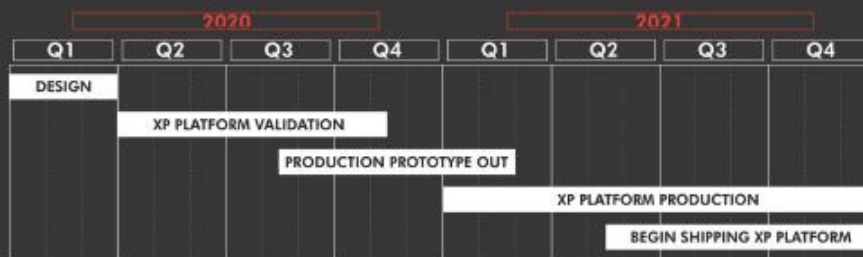 2020 2021
Q1 Q2 Q3 Q4 Q1 Q2 Q3 Q4
DESIGN
XP PLATFORM VALIDATION
PRODUCTION PROTOTYPE OUT
XP PLATFORM PRODUCTION
BEGIN SHIPPING XP PLATFORM